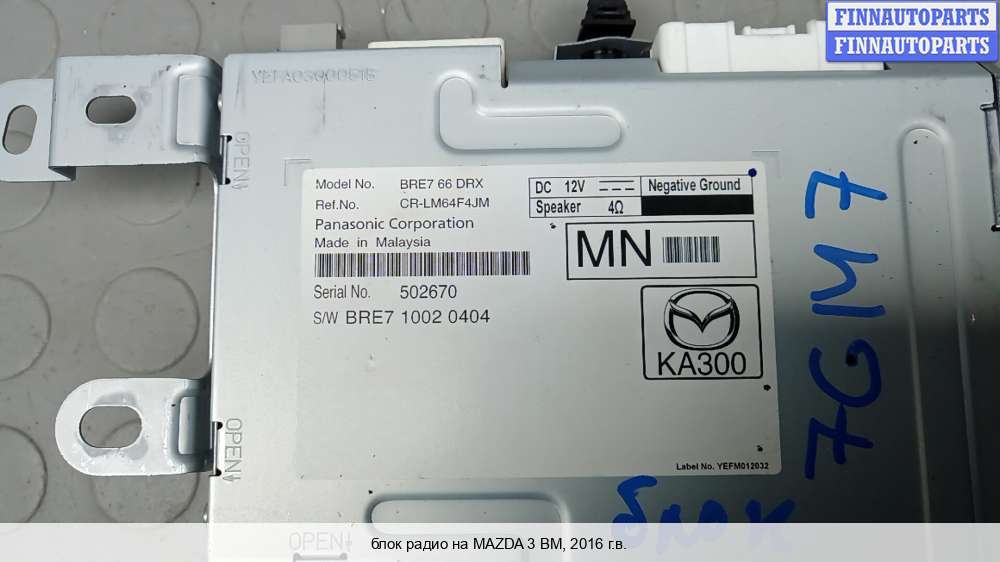 FINNAUTOPARTS
FINNAUTOPARTS
OPEN
Model No. BRE7 66 DRX
Ref.No. CR-LM64F4JM
Panasonic Corporation
Made in Malaysia
Serial No. 502670
S/W BRE7 1002 0404
DC 12V Negative Ground
Speaker 4Ω
MN
KA300
Label No. YEFM012032
7GM7
блок
OPEN
OPEN
блок радио на MAZDA 3 BM, 2016 г.в.